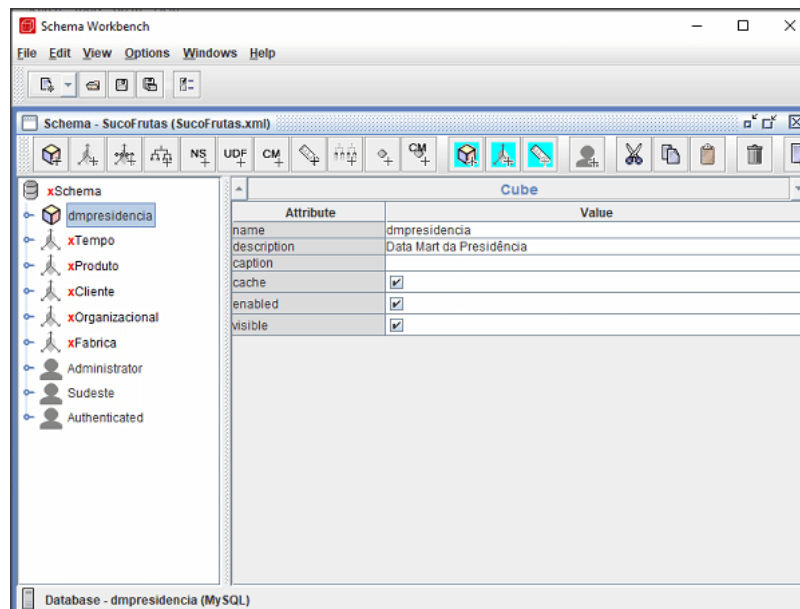 Schema Workbench
File Edit View Options Windows Help
Schema - SucoFrutas (SucoFrutas.xml)
NS UDF CM CM
xSchema
dmpresidencia
xTempo
xProduto
xCliente
xOrganizacional
xFabrica
Administrator
Sudeste
Authenticated
Cube
Attribute Value
name dmpresidencia
description Data Mart da Presidência
caption
cache
enabled
visible
Database - dmpresidencia (MySQL)